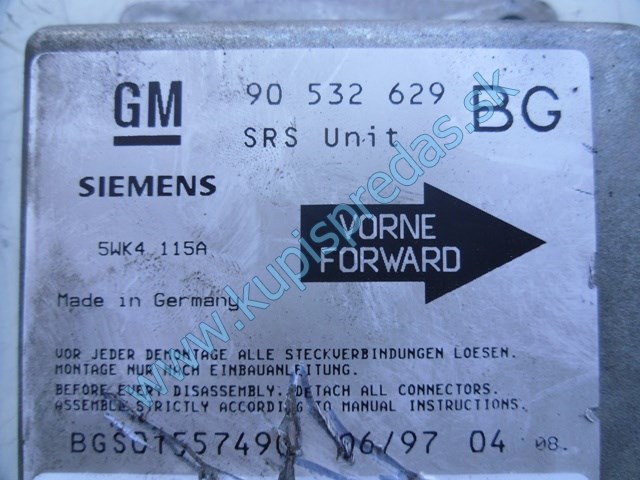 GM
90 532 629
BG
SRS Unit
SIEMENS
5WK4 115A
VORNE
FORWARD
Made in Germany
VOR JEDER DEMONTAGE ALLE STECKVERBINDUNGEN LOESEN.
MONTAGE NUR NACH EINBAUANLEITUNG.
BEFORE EVERY DISASSEMBLY, DETACH ALL CONNECTORS.
ASSEMBLE STRICTLY ACCORDING TO MANUAL INSTRUCTIONS.
06/97 04 08.
www.kupispredas.sk